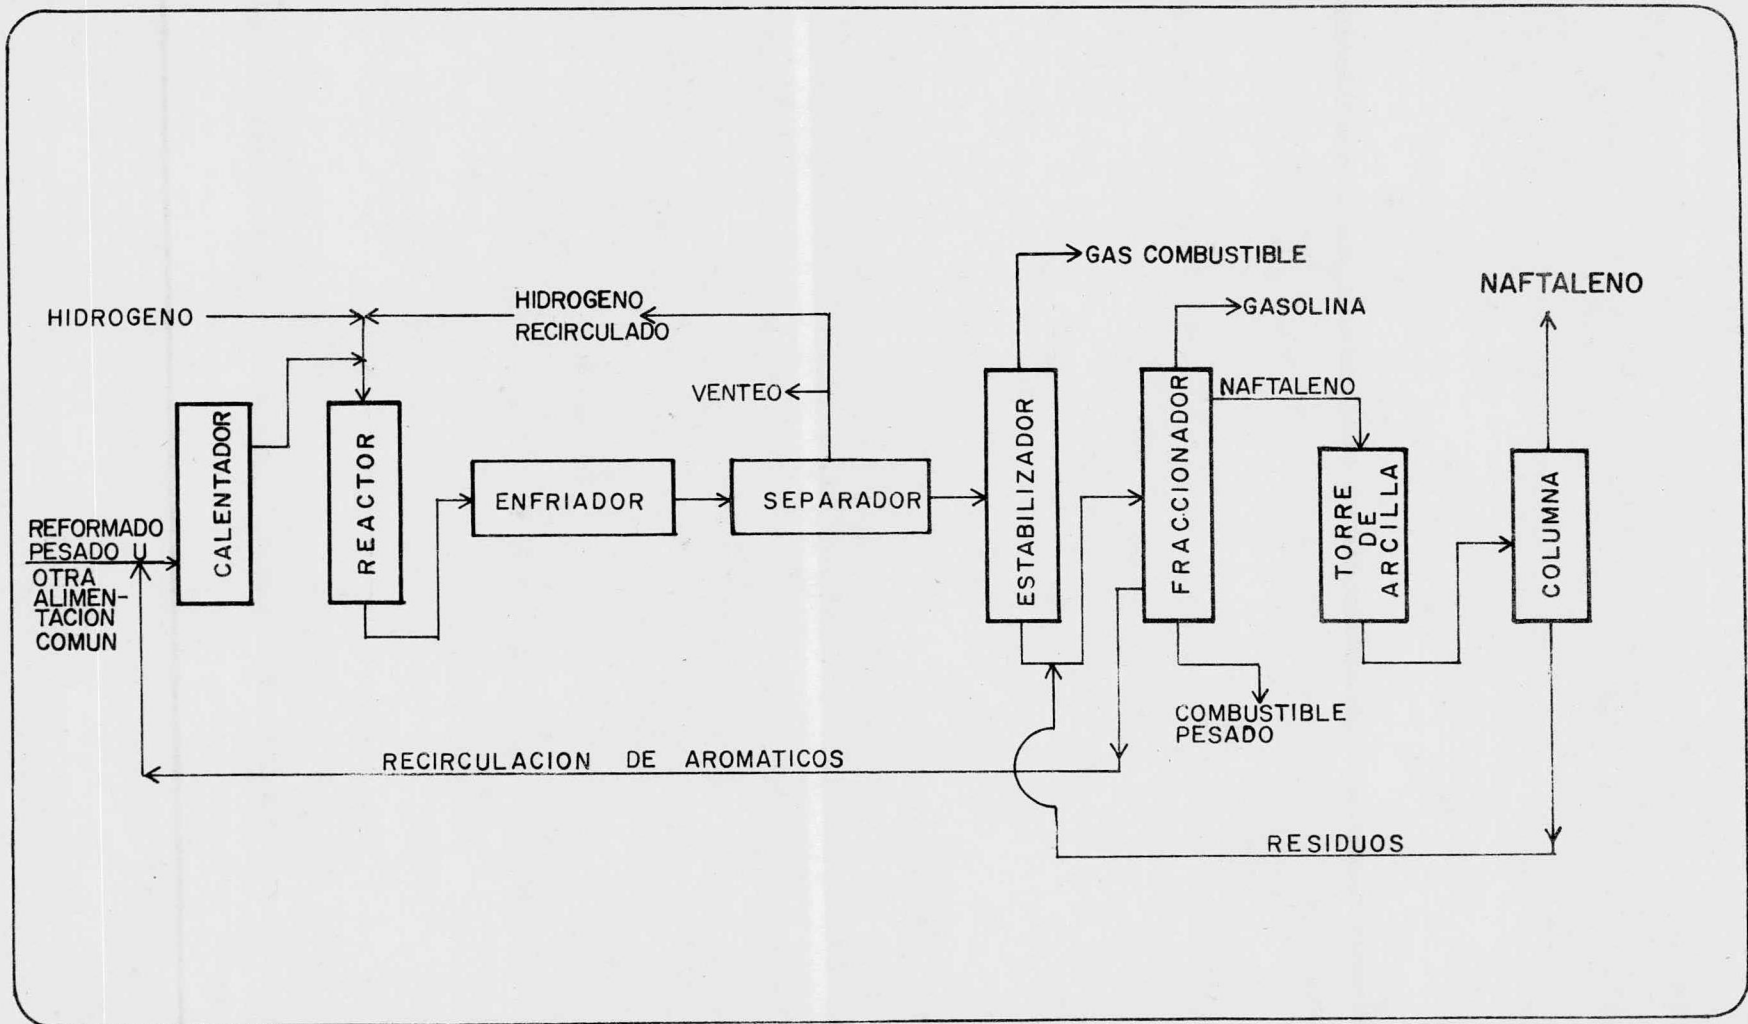 GAS COMBUSTIBLE
NAFTALENO
HIDROGENO
HIDROGENO
RECIRCULADO
GASOLINA
VENTEO
NAFTALENO
CALENTADOR
REACTOR
ENFRIADOR
SEPARADOR
ESTABILIZADOR
FRACCIONADOR
TORRE
DE
ARCILLA
COLUMNA
REFORMADO
PESADO U
OTRA
ALIMEN-
TACION
COMUN
COMBUSTIBLE
PESADO
RECIRCULACION DE AROMATICOS
RESIDUOS